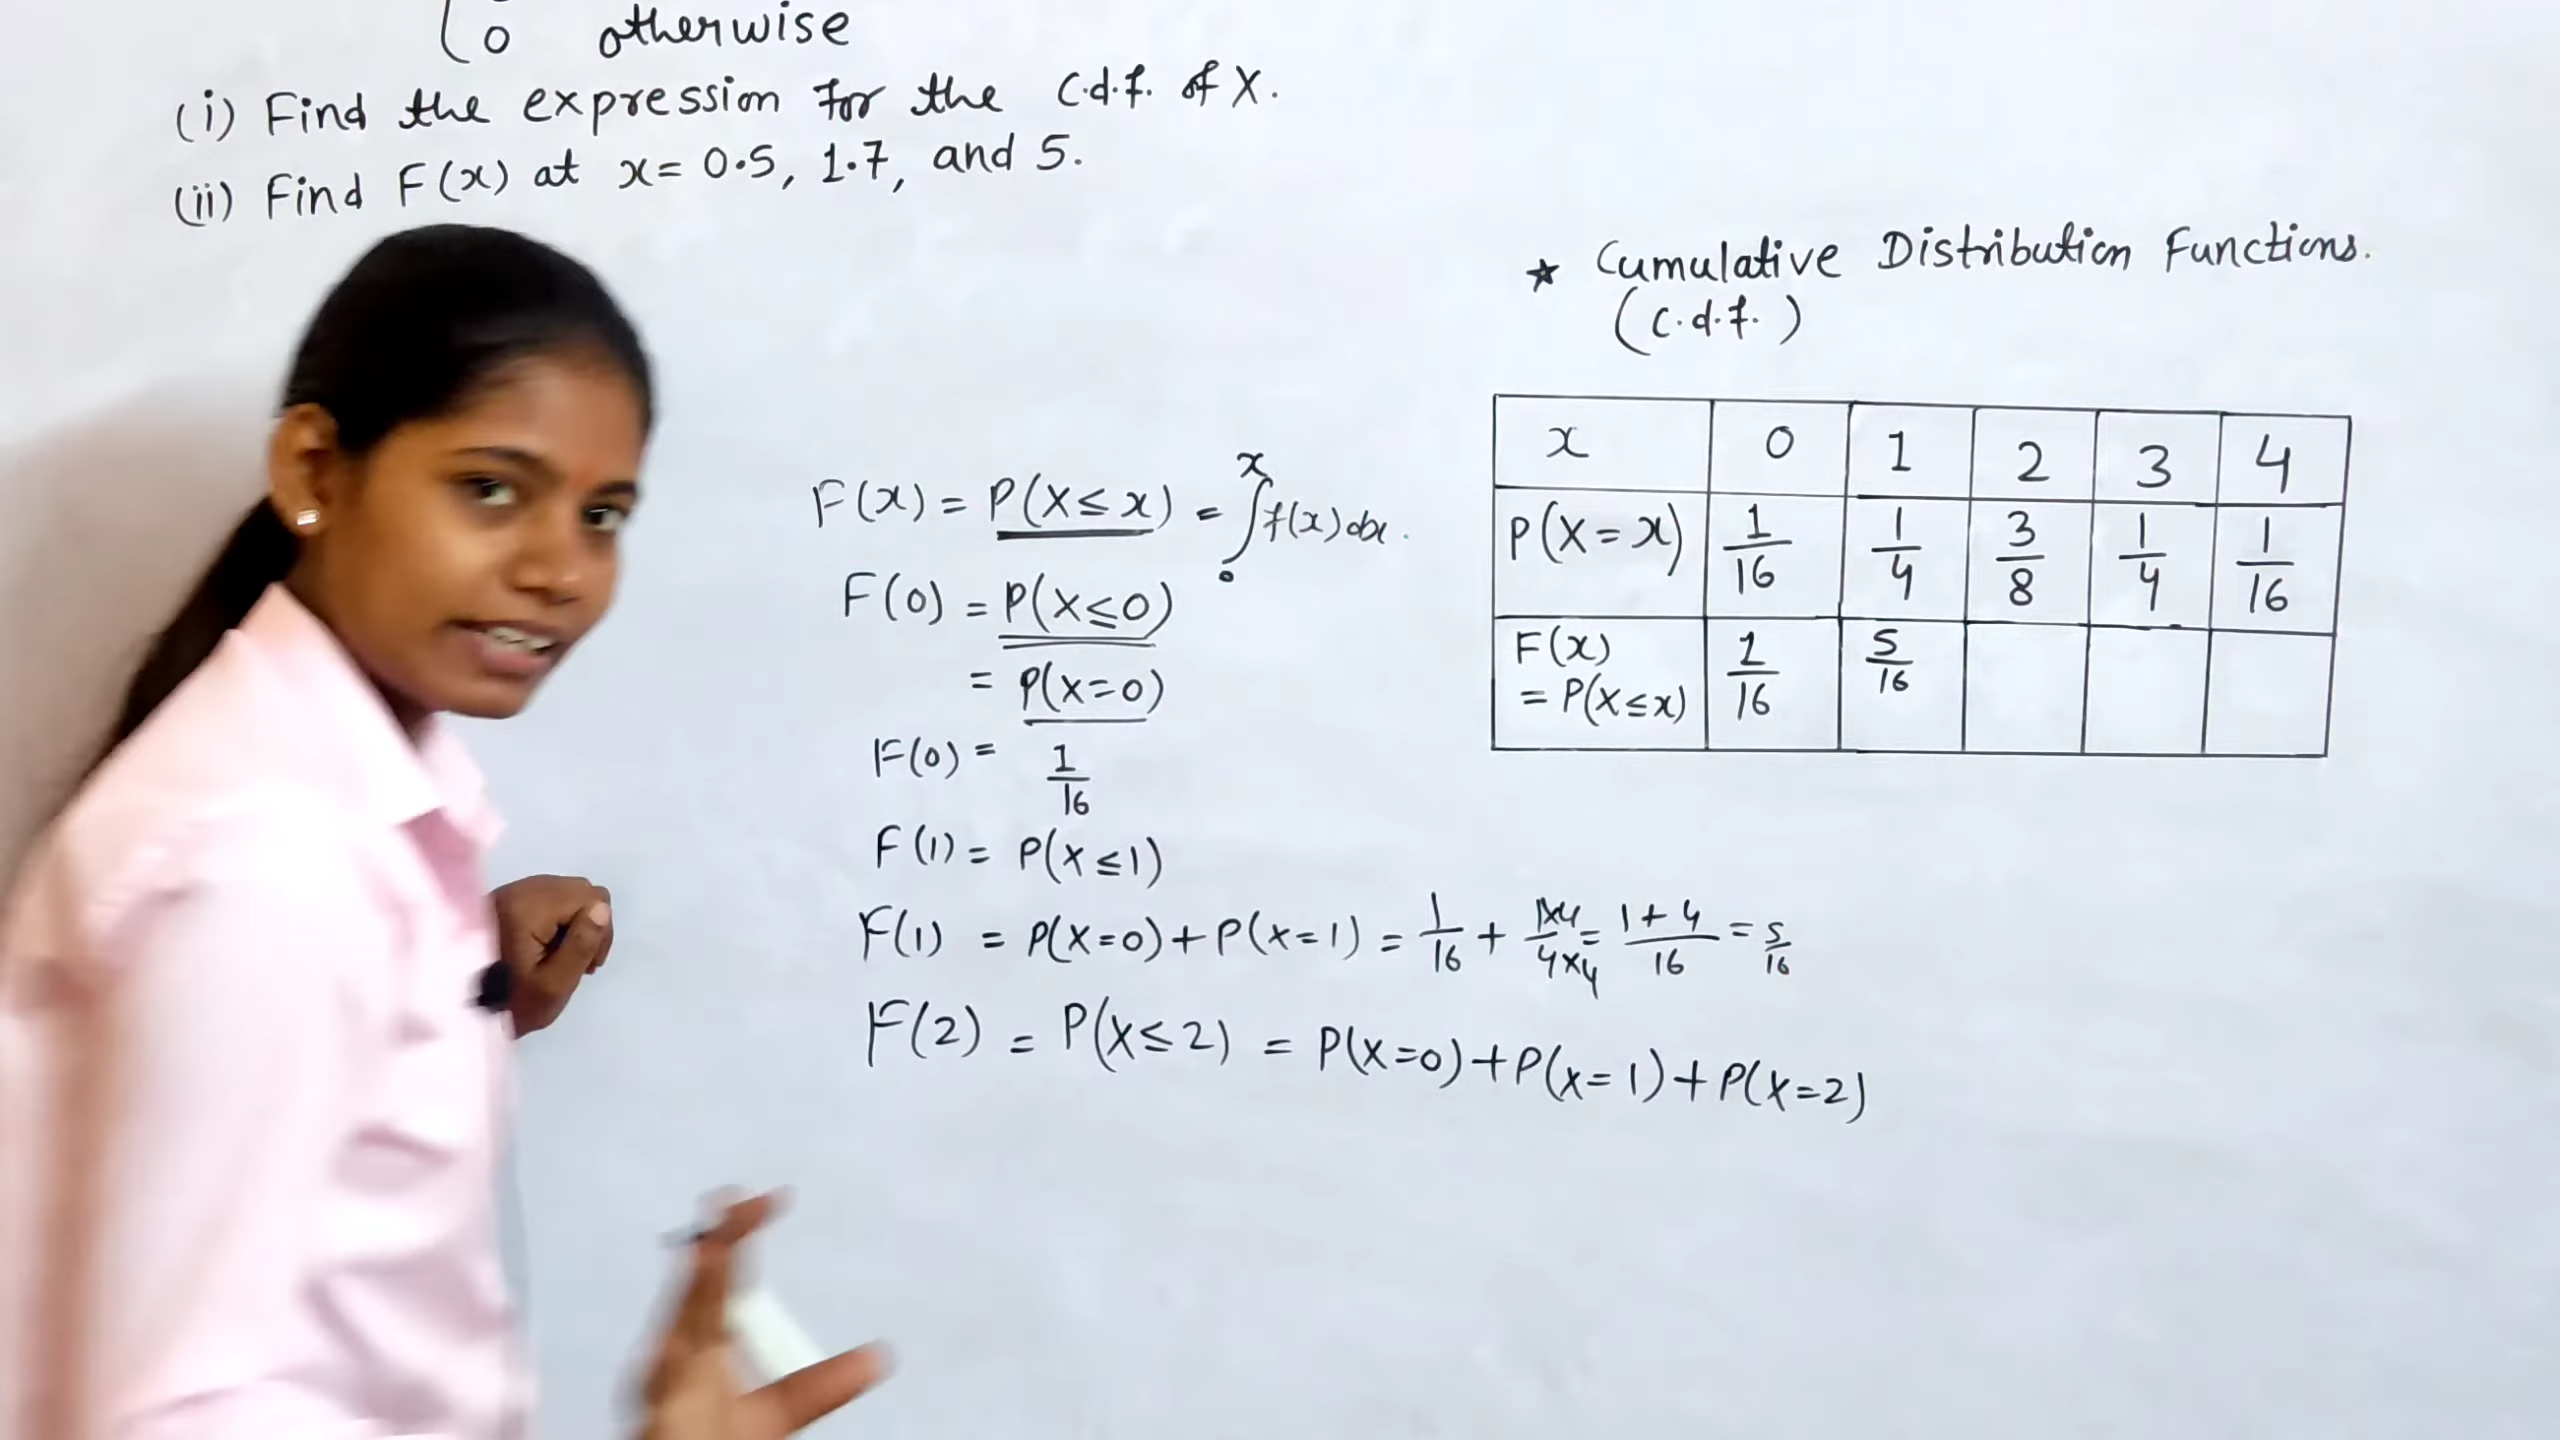 0 otherwise
(i) Find the expression for the c.d.f. of X.
(ii) Find F(x) at x = 0.5, 1.7, and 5.
★ Cumulative Distribution Functions.
(c.d.f.)
x 0 1 2 3 4
P(X = x) 1/16 1/4 3/8 1/4 1/16
F(x) = P(X ≤ x) 1/16 5/16
F(x) = P(X ≤ x) = ∫₀ˣ f(x) dx.
F(0) = P(X ≤ 0)
= P(X=0)
F(0) = 1/16
F(1) = P(X ≤ 1)
F(1) = P(X=0) + P(X=1) = 1/16 + 1×4/4×4 = 1+4/16 = 5/16
F(2) = P(X ≤ 2) = P(X=0) + P(X=1) + P(X=2)